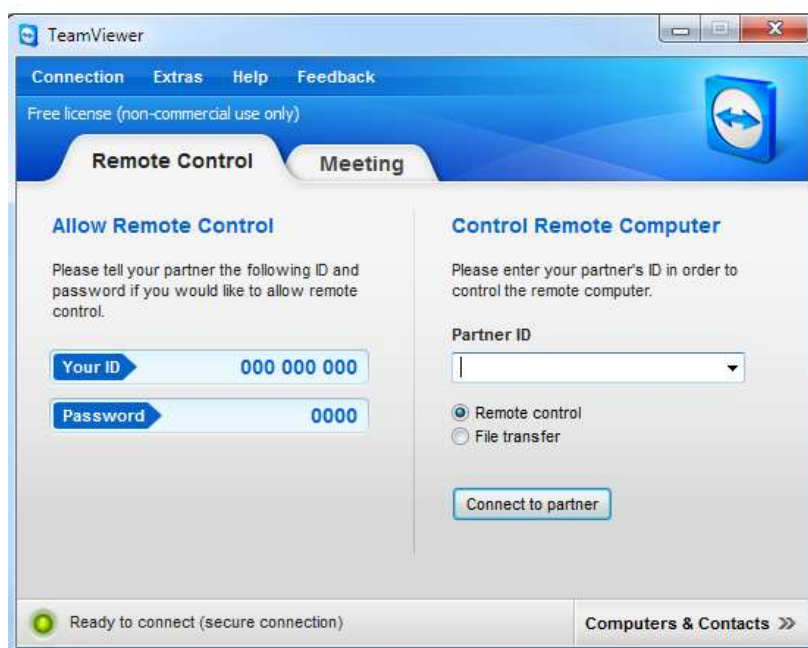 TeamViewer
Connection Extras Help Feedback
Free license (non-commercial use only)
Remote Control Meeting
Allow Remote Control
Please tell your partner the following ID and
password if you would like to allow remote
control.
Your ID 000 000 000
Password 0000
Control Remote Computer
Please enter your partner's ID in order to
control the remote computer.
Partner ID
Remote control
File transfer
Connect to partner
Ready to connect (secure connection)
Computers & Contacts »